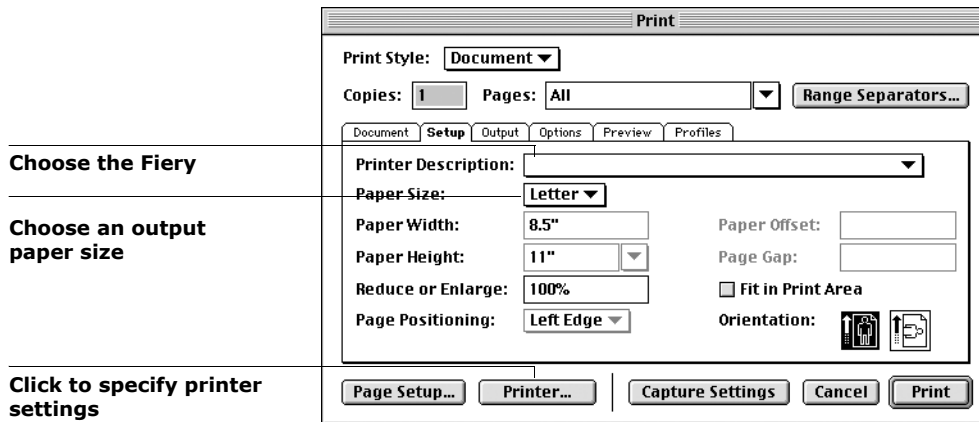 Print
Print Style: Document
Copies: 1 Pages: All Range Separators...
Document Setup Output Options Preview Profiles
Choose the Fiery
Printer Description:
Paper Size: Letter
Choose an output
paper size
Paper Width: 8.5" Paper Offset:
Paper Height: 11" Page Gap:
Reduce or Enlarge: 100% Fit in Print Area
Page Positioning: Left Edge Orientation:
Click to specify printer
settings
Page Setup... Printer... Capture Settings Cancel Print